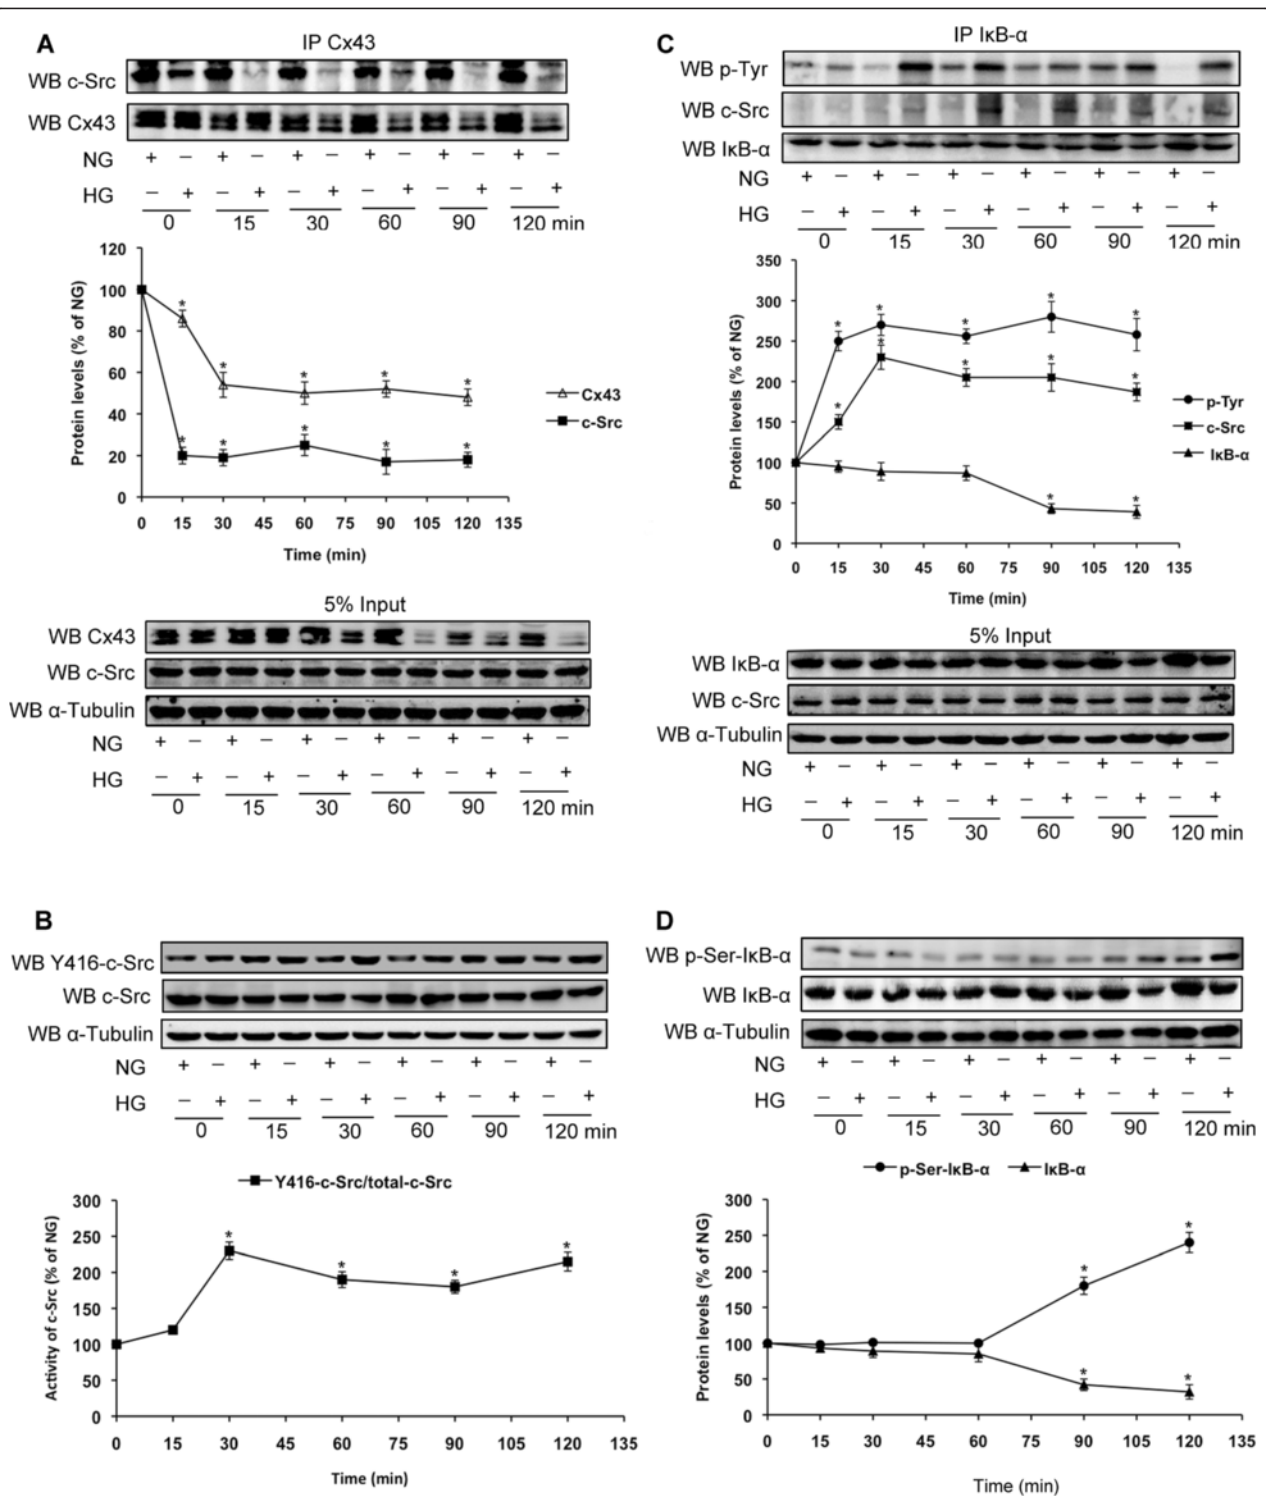 A
IP Cx43
WB c-Src
WB Cx43
NG + − + − + − + − + − + −
HG − + − + − + − + − + − +
0 15 30 60 90 120 min
120
100
80
60
40
20
0
Protein levels (% of NG)
* * * * *
* * * * *
Cx43
c-Src
0 15 30 45 60 75 90 105 120 135
Time (min)
5% Input
WB Cx43
WB c-Src
WB α-Tubulin
NG + − + − + − + − + − + −
HG − + − + − + − + − + − +
0 15 30 60 90 120 min
C
IP IκB-α
WB p-Tyr
WB c-Src
WB IκB-α
NG + − + − + − + − + − + −
HG − + − + − + − + − + − +
0 15 30 60 90 120 min
350
300
250
200
150
100
50
0
Protein levels (% of NG)
* * * * *
* * * * *
* *
p-Tyr
c-Src
IκB-α
0 15 30 45 60 75 90 105 120 135
Time (min)
5% Input
WB IκB-α
WB c-Src
WB α-Tubulin
NG + − + − + − + − + − + −
HG − + − + − + − + − + − +
0 15 30 60 90 120 min
B
WB Y416-c-Src
WB c-Src
WB α-Tubulin
NG + − + − + − + − + − + −
HG − + − + − + − + − + − +
0 15 30 60 90 120 min
Y416-c-Src/total-c-Src
300
250
200
150
100
50
0
Activity of c-Src (% of NG)
* * * *
0 15 30 45 60 75 90 105 120 135
Time (min)
D
WB p-Ser-IκB-α
WB IκB-α
WB α-Tubulin
NG + − + − + − + − + − + −
HG − + − + − + − + − + − +
0 15 30 60 90 120 min
p-Ser-IκB-α IκB-α
300
250
200
150
100
50
0
Protein levels (% of NG)
* *
* *
0 15 30 45 60 75 90 105 120 135
Time (min)